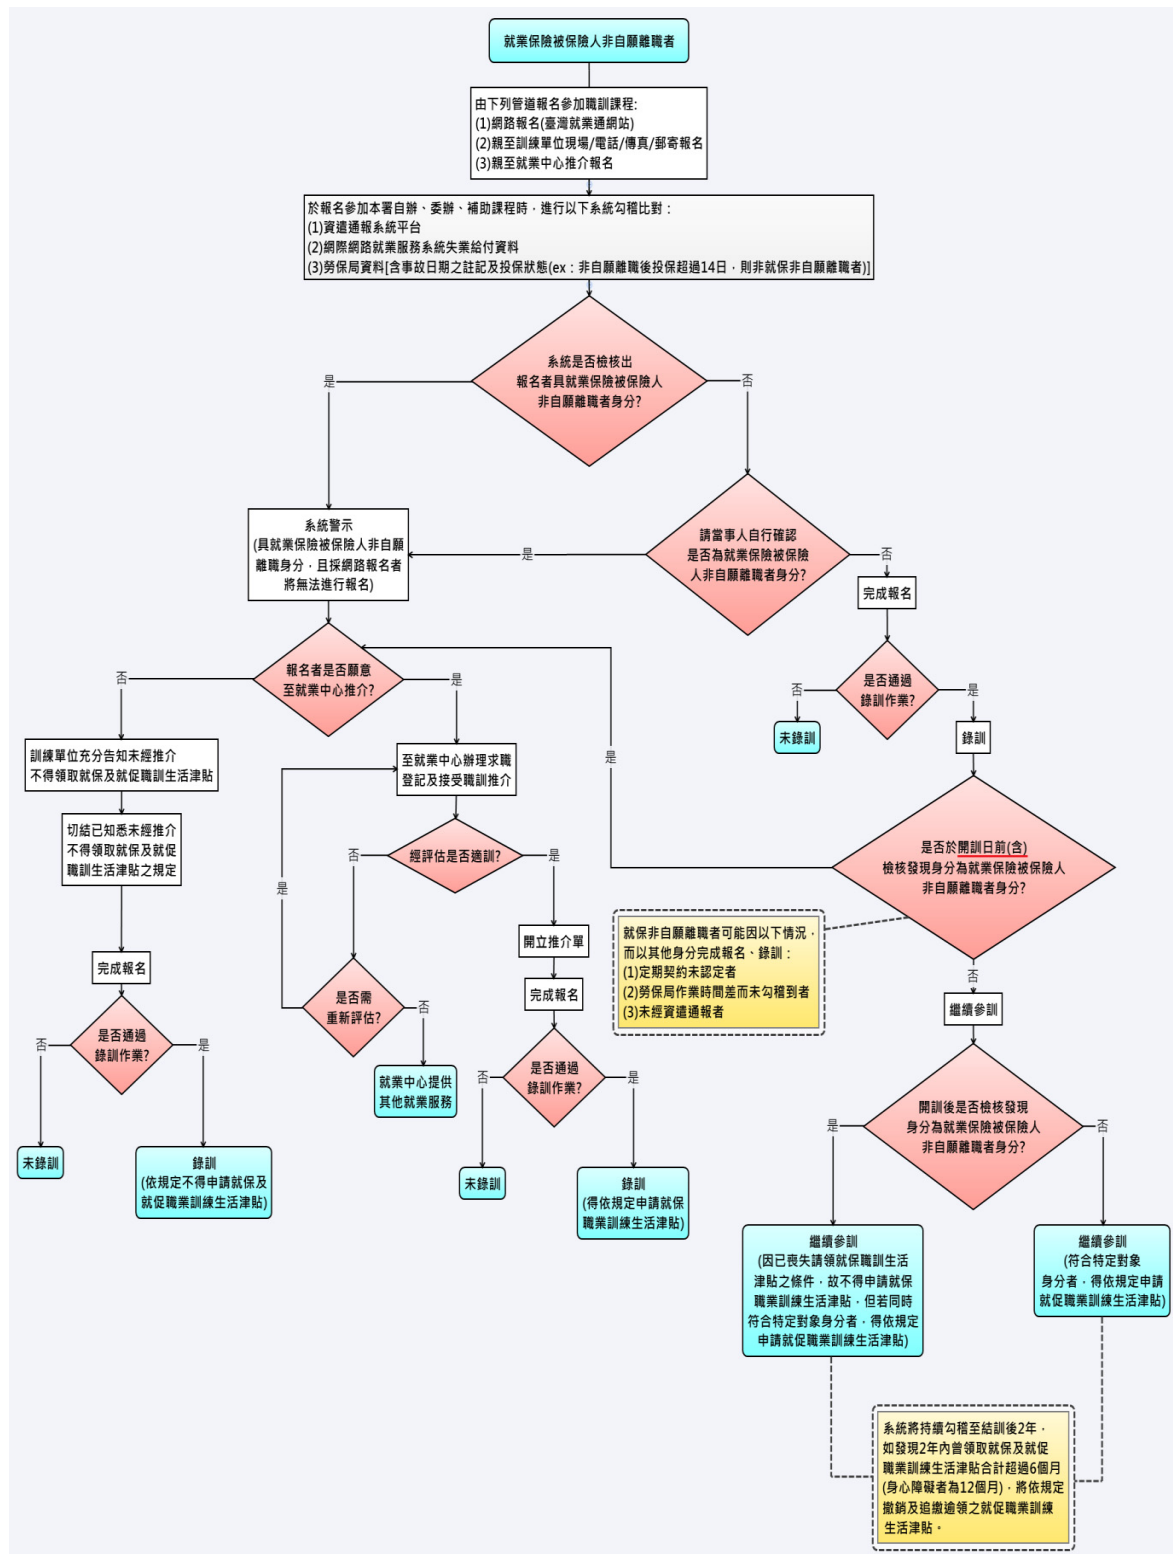 就業保險被保險人非自願離職者
由下列管道報名參加職訓課程:
(1)網路報名(臺灣就業通網站)
(2)親至訓練單位現場/電話/傳真/郵寄報名
(3)親至就業中心推介報名
於報名參加本署自辦、委辦、補助課程時，進行以下系統勾稽比對：
(1)資遣通報系統平台
(2)網際網路就業服務系統失業給付資料
(3)勞保局資料[含事故日期之註記及投保狀態(ex：非自願離職後投保超過14日，則非就保非自願離職者)]
系統是否檢核出
報名者具就業保險被保險人
非自願離職者身分?
是
否
系統警示
(具就業保險被保險人非自願
離職身分，且採網路報名者
將無法進行報名)
是
請當事人自行確認
是否為就業保險被保險
人非自願離職者身分?
否
完成報名
是否通過
錄訓作業?
否
是
未錄訓
錄訓
報名者是否願意
至就業中心推介?
否
是
訓練單位充分告知未經推介
不得領取就保及就促職訓生活津貼
切結已知悉未經推介
不得領取就保及就促
職訓生活津貼之規定
完成報名
是否通過
錄訓作業?
否
是
未錄訓
錄訓
(依規定不得申請就保及
就促職業訓練生活津貼)
至就業中心辦理求職
登記及接受職訓推介
經評估是否適訓?
否
是
是
是否需
重新評估?
否
就業中心提供
其他就業服務
開立推介單
完成報名
是否通過
錄訓作業?
否
是
未錄訓
錄訓
(得依規定申請就保
職業訓練生活津貼)
是
是否於開訓日前(含)
檢核發現身分為就業保險被保險人
非自願離職者身分?
就保非自願離職者可能因以下情況，
而以其他身分完成報名、錄訓：
(1)定期契約未認定者
(2)勞保局作業時間差而未勾稽到者
(3)未經資遣通報者
否
繼續參訓
開訓後是否檢核發現
身分為就業保險被保險人
非自願離職者身分?
是
否
繼續參訓
(因已喪失請領就保職訓生活
津貼之條件，故不得申請就保
職業訓練生活津貼，但若同時
符合特定對象身分者，得依規定
申請就促職業訓練生活津貼)
繼續參訓
(符合特定對象
身分者，得依規定申請
就促職業訓練生活津貼)
系統將持續勾稽至結訓後2年，
如發現2年內曾領取就保及就促
職業訓練生活津貼合計超過6個月
(身心障礙者為12個月)，將依規定
撤銷及追繳逾領之就促職業訓練
生活津貼。